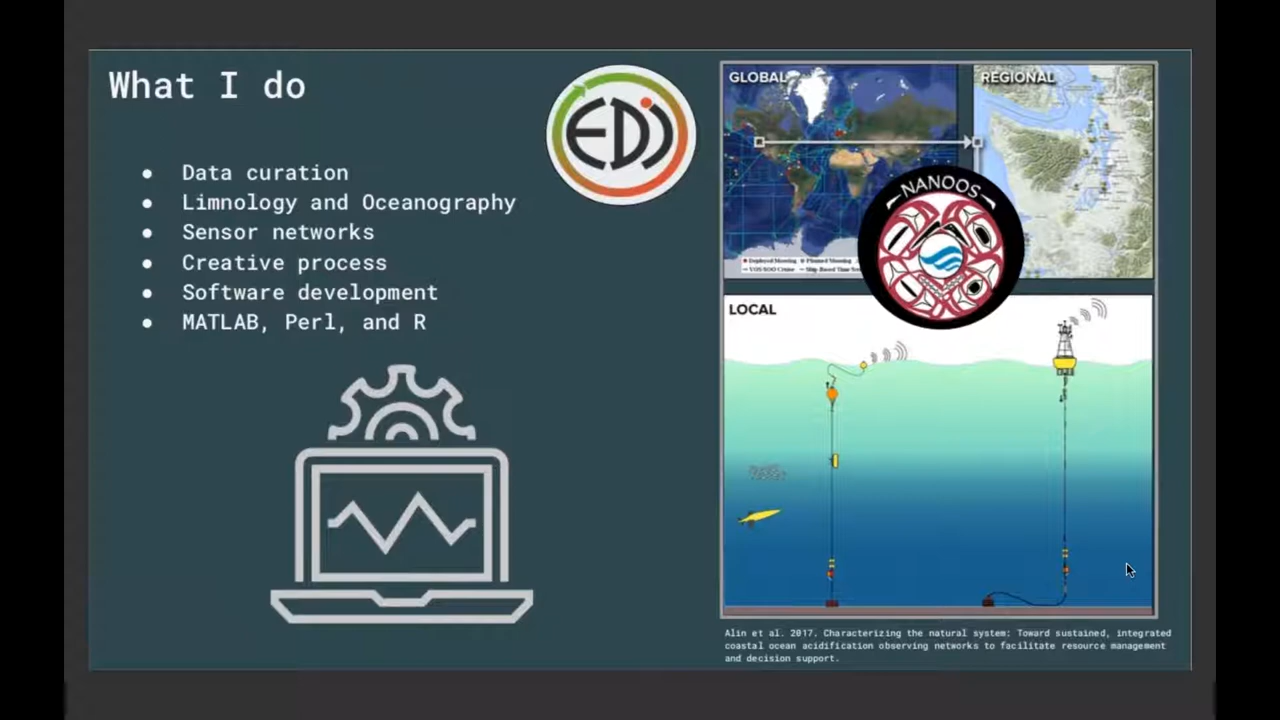 What I do
EDI
● Data curation
● Limnology and Oceanography
● Sensor networks
● Creative process
● Software development
● MATLAB, Perl, and R
GLOBAL
REGIONAL
NANOOS
Deployed Mooring
LOCAL
Alin et al. 2017. Characterizing the natural system: Toward sustained, integrated
coastal ocean acidification observing networks to facilitate resource management
and decision support.